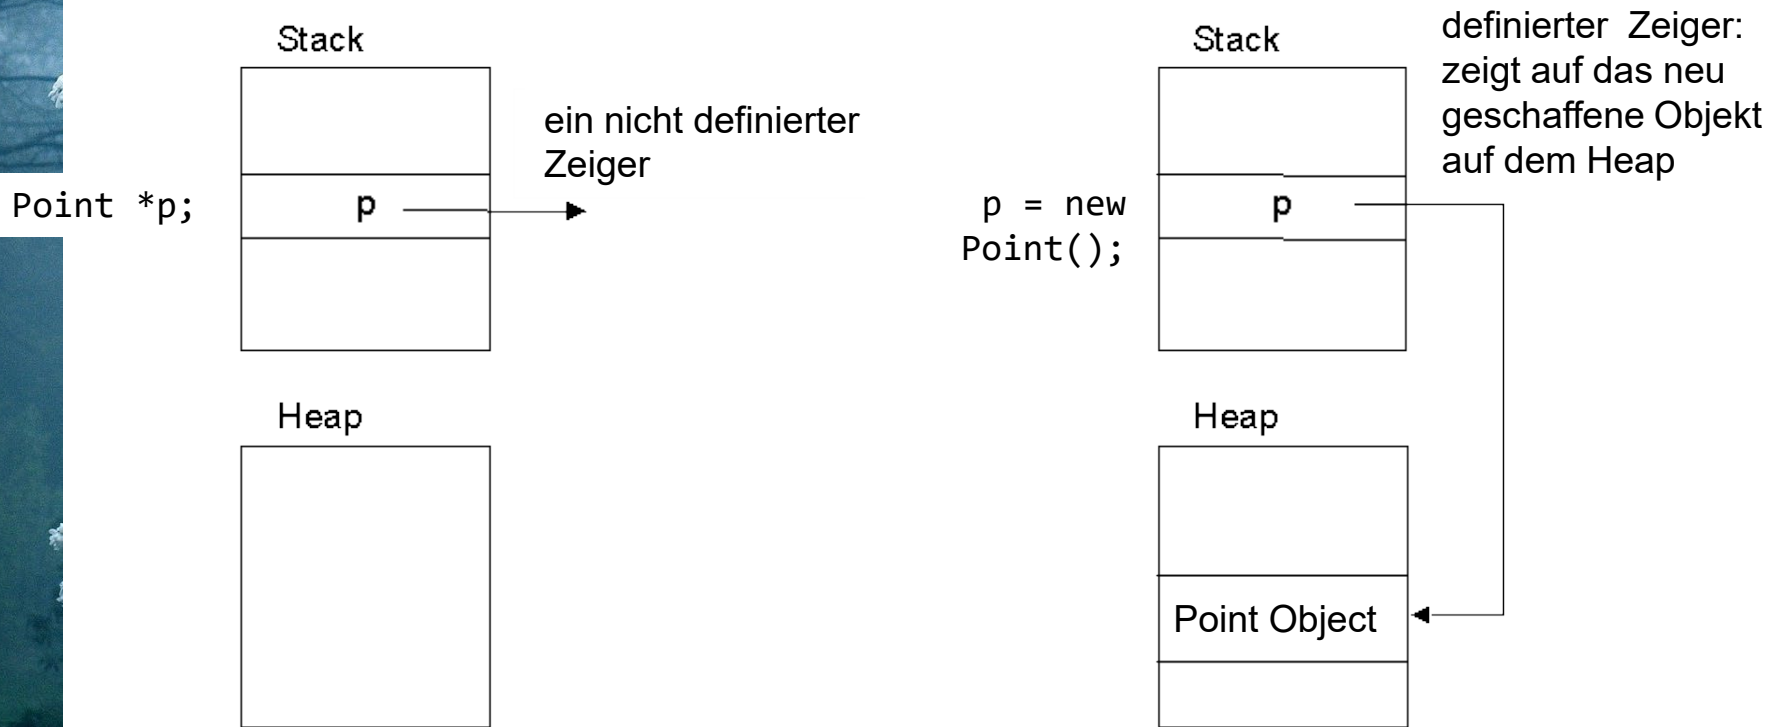 Stack
ein nicht definierter
Zeiger
Point *p;
p
Heap
Stack
definierter Zeiger:
zeigt auf das neu
geschaffene Objekt
auf dem Heap
p = new
Point();
p
Heap
Point Object